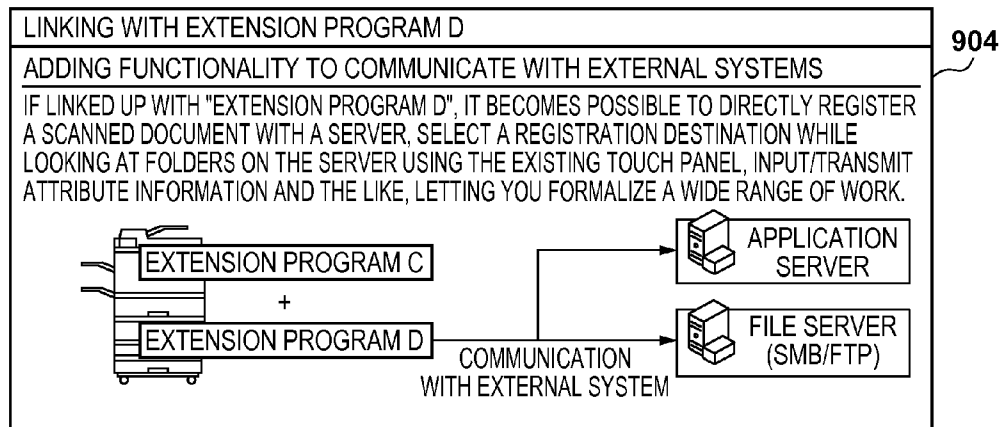 LINKING WITH EXTENSION PROGRAM D
904
ADDING FUNCTIONALITY TO COMMUNICATE WITH EXTERNAL SYSTEMS
IF LINKED UP WITH "EXTENSION PROGRAM D", IT BECOMES POSSIBLE TO DIRECTLY REGISTER
A SCANNED DOCUMENT WITH A SERVER, SELECT A REGISTRATION DESTINATION WHILE
LOOKING AT FOLDERS ON THE SERVER USING THE EXISTING TOUCH PANEL, INPUT/TRANSMIT
ATTRIBUTE INFORMATION AND THE LIKE, LETTING YOU FORMALIZE A WIDE RANGE OF WORK.
EXTENSION PROGRAM C
+
EXTENSION PROGRAM D
COMMUNICATION
WITH EXTERNAL SYSTEM
APPLICATION
SERVER
FILE SERVER
(SMB/FTP)